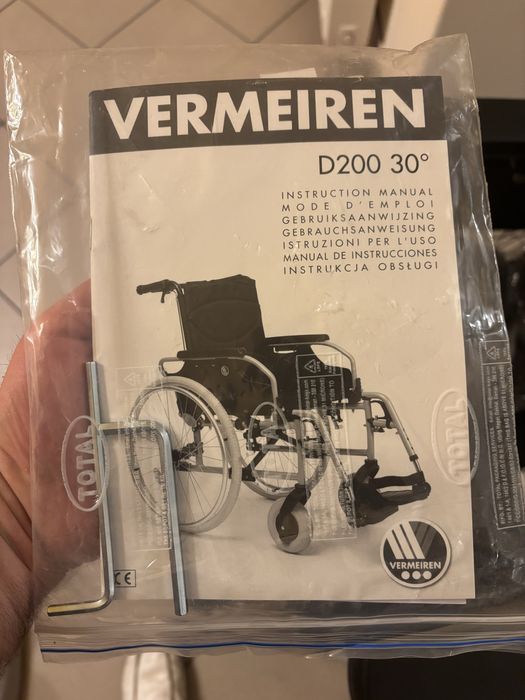 VERMEIREN
D200 30°
INSTRUCTION MANUAL
MODE D'EMPLOI
GEBRUIKSAANWIJZING
GEBRAUCHSANWEISUNG
ISTRUZIONI PER L'USO
MANUAL DE INSTRUCCIONES
INSTRUKCJA OBSŁUGI
TOTAL
TOTAL
CE
VERMEIREN